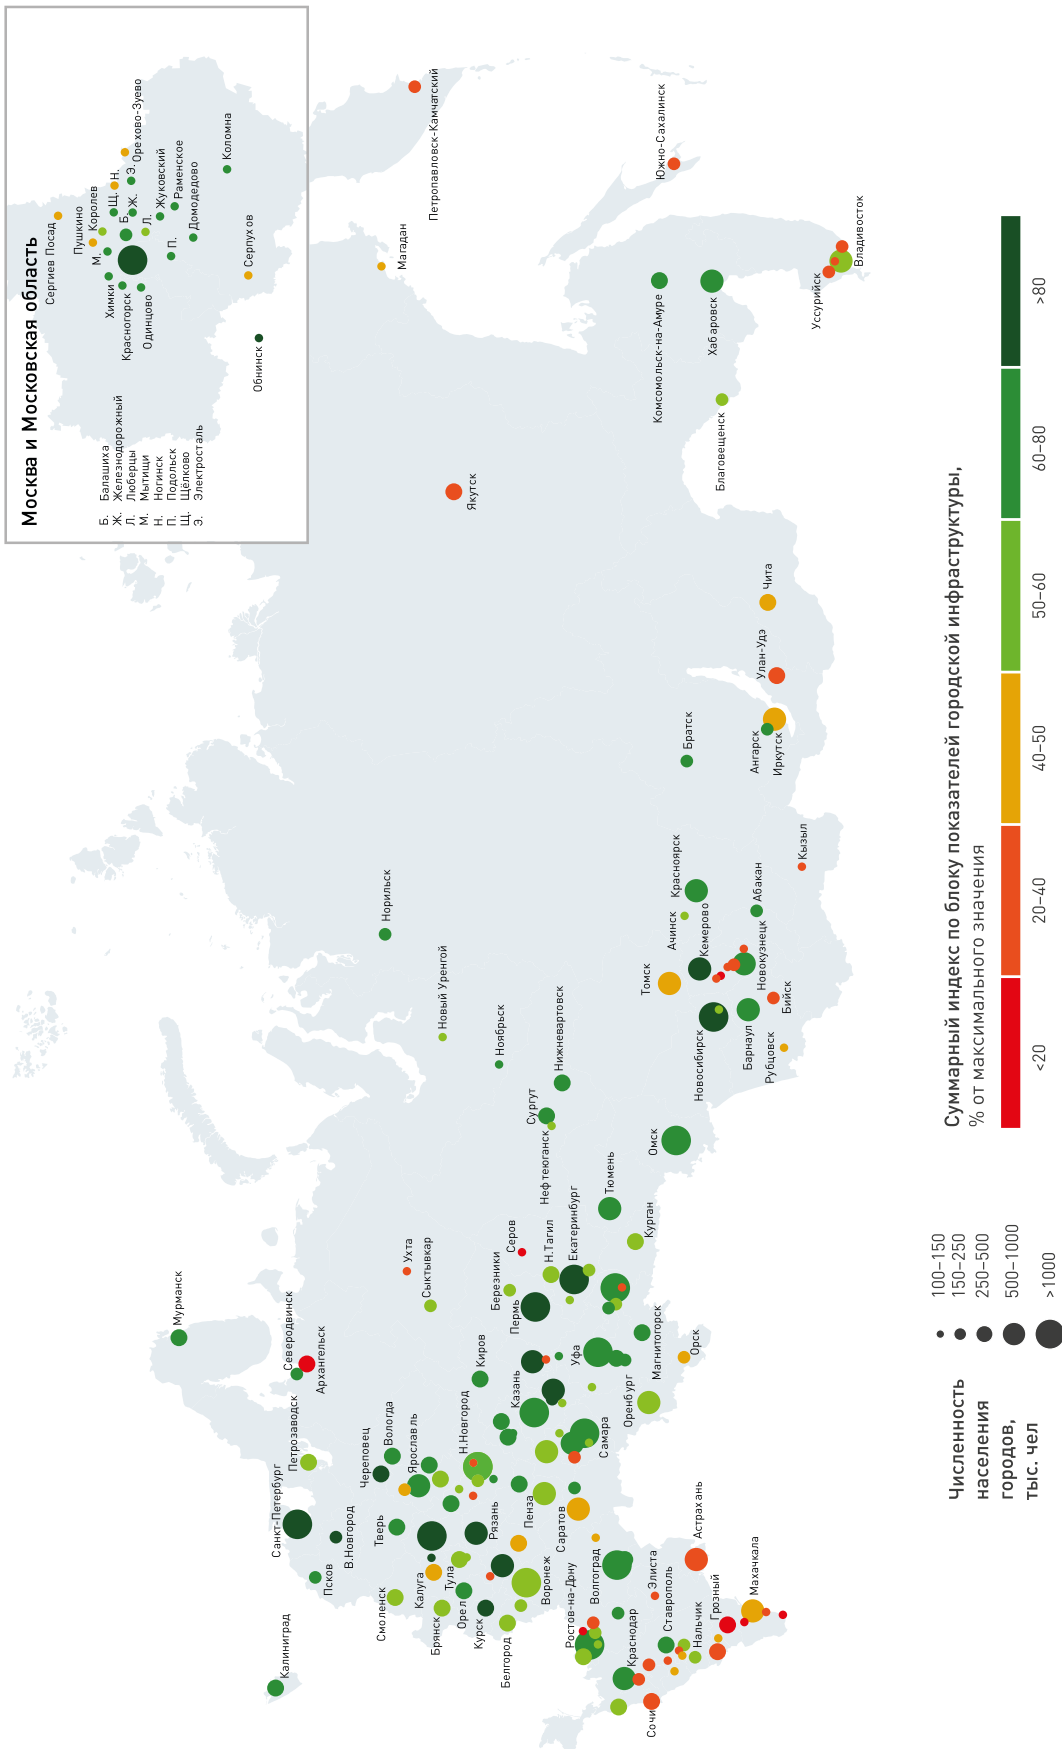 Москва и Московская область
Сергиев Посад
Пушкино
Королев
М.
Щ.
Н.
Орехово-Зуево
Э.
Ж.
Б.
Л.
Жуковский
Раменское
Домодедово
П.
Коломна
Химки
Красногорск
Одинцово
Серпухов
Обнинск
Б. Балашиха
Ж. Железнодорожный
Л. Люберцы
М. Мытищи
Н. Ногинск
П. Подольск
Щ. Щёлково
Э. Электросталь
Петропавловск-Камчатский
Магадан
Южно-Сахалинск
Комсомольск-на-Амуре
Хабаровск
Владивосток
Уссурийск
Благовещенск
Якутск
Чита
Улан-Удэ
Иркутск
Ангарск
Братск
Кызыл
Красноярск
Ачинск
Абакан
Кемерово
Новокузнецк
Томск
Бийск
Новосибирск
Барнаул
Рубцовск
Норильск
Новый Уренгой
Ноябрьск
Нижневартовск
Сургут
Нефтеюганск
Омск
Тюмень
Курган
Екатеринбург
Н.Тагил
Серов
Березники
Пермь
Ухта
Сыктывкар
Мурманск
Северодвинск
Архангельск
Петрозаводск
Санкт-Петербург
В.Новгород
Псков
Калининград
Череповец
Вологда
Ярославль
Киров
Н.Новгород
Казань
Уфа
Магнитогорск
Орск
Оренбург
Самара
Тверь
Рязань
Пенза
Саратов
Смоленск
Калуга
Тула
Брянск
Орел
Курск
Белгород
Воронеж
Волгоград
Ростов-на-Дону
Астрахань
Элиста
Краснодар
Ставрополь
Сочи
Нальчик
Грозный
Махачкала
Численность
населения
городов,
тыс. чел
100–150
150–250
250–500
500–1000
>1000
Суммарный индекс по блоку показателей городской инфраструктуры,
% от максимального значения
<20
20–40
40–50
50–60
60–80
>80